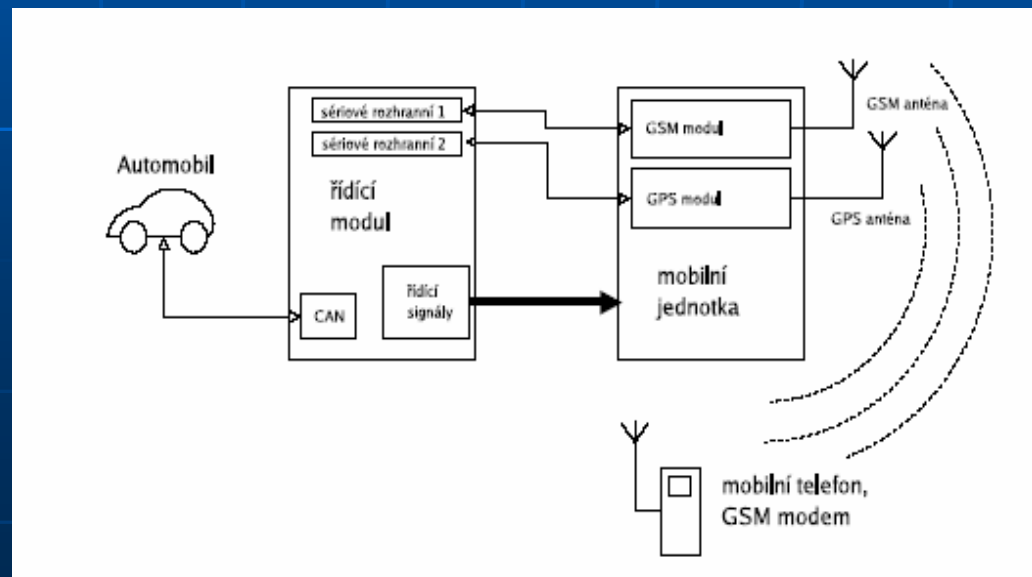 sériové rozhranní 1
sériové rozhranní 2
řídící
modul
Automobil
CAN
řídící
signály
GSM modul
GPS modul
mobilní
jednotka
GSM anténa
GPS anténa
mobilní telefon,
GSM modem